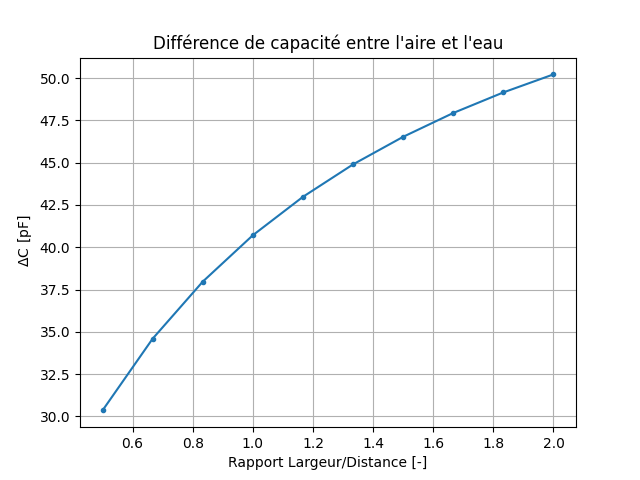 Différence de capacité entre l'aire et l'eau
50.0
47.5
45.0
42.5
40.0
37.5
35.0
32.5
30.0
ΔC [pF]
0.6 0.8 1.0 1.2 1.4 1.6 1.8 2.0
Rapport Largeur/Distance [-]